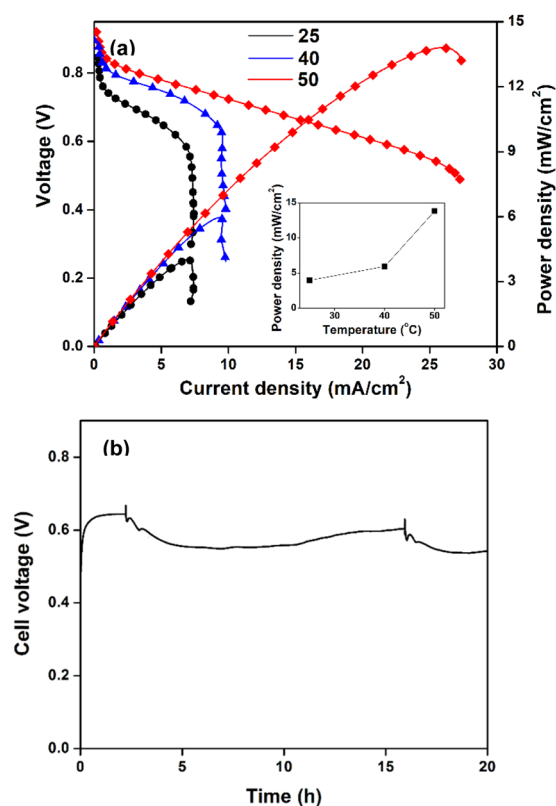 (a)
25
40
50
Voltage (V)
0.8
0.6
0.4
0.2
0.0
Power density (mW/cm²)
15
12
9
6
3
0
Power density (mW/cm²)
15
10
5
0
30 40 50
Temperature (°C)
0 5 10 15 20 25 30
Current density (mA/cm²)
(b)
Cell voltage (V)
0.8
0.6
0.4
0.2
0.0
0 5 10 15 20
Time (h)